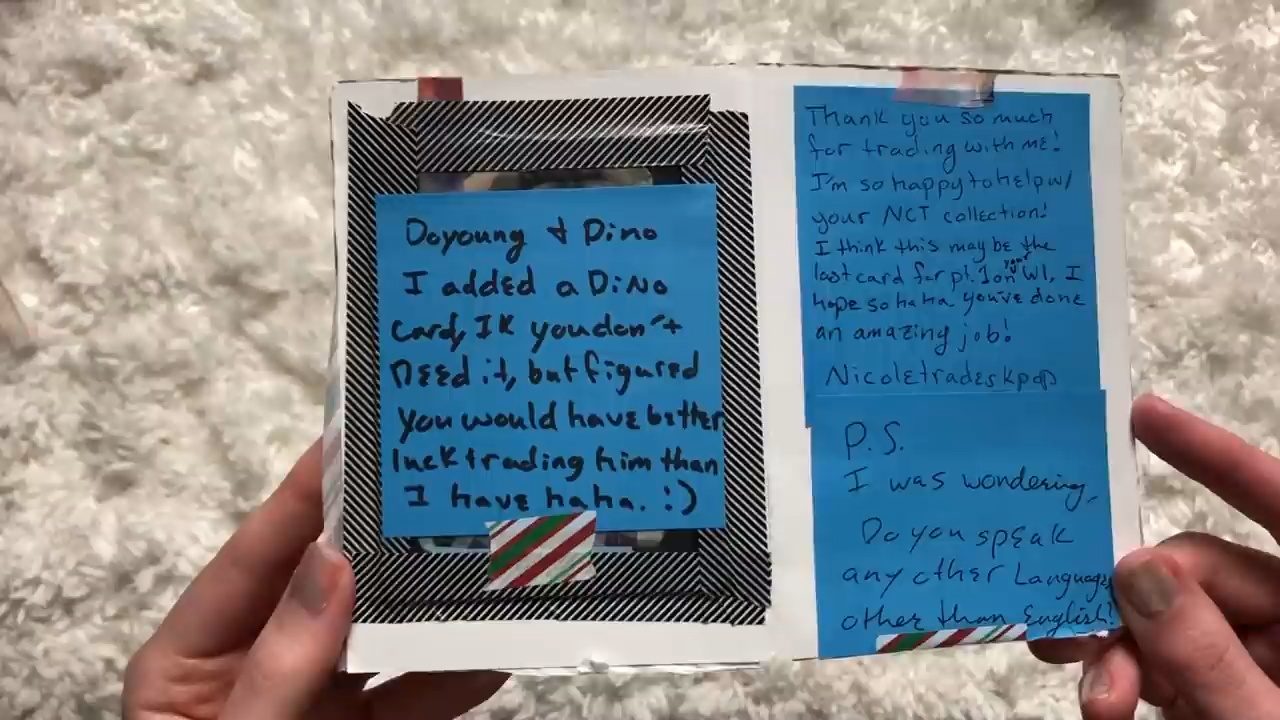 Doyoung & Dino
I added a Dino
card, IK you don't
need it, but figured
you would have better
luck trading him than
I have haha. :)
Thank you so much
for trading with me!
I'm so happy to help w/
your NCT collection!
I think this may be the
last card for pt. 1 on your WL, I
hope so haha. you've done
an amazing job!
Nicoletradeskpop
P.S.
I was wondering,
Do you speak
any other Languages
other than English?